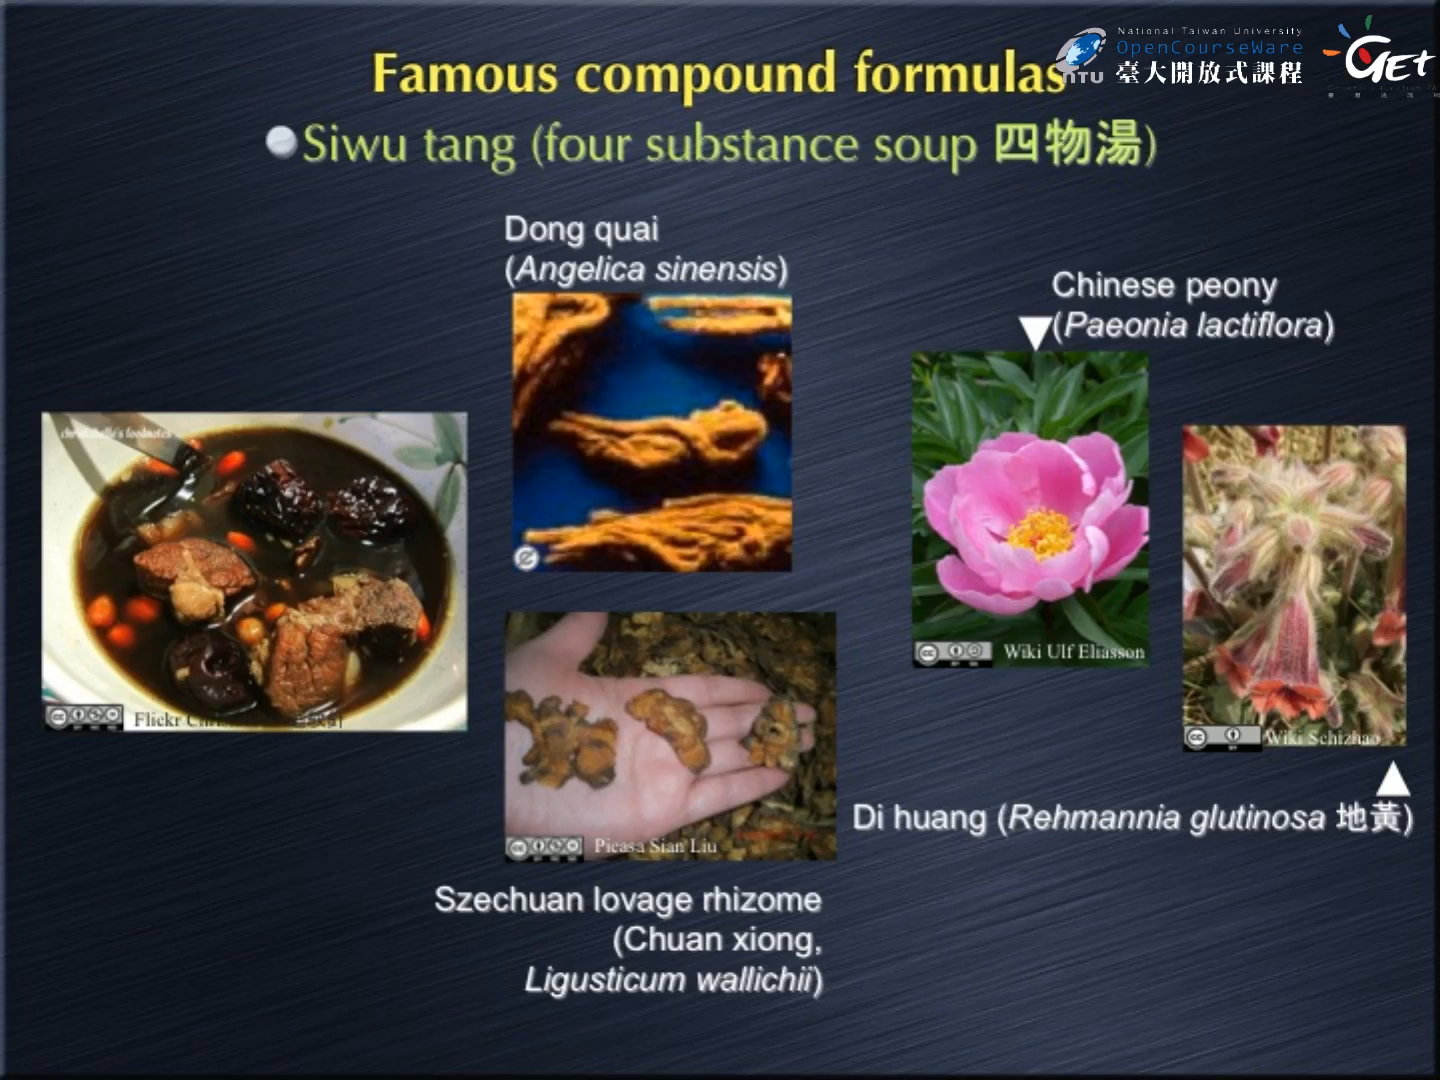 National Taiwan University
OpenCourseWare
NTU 臺大開放式課程
GET
Famous compound formulas
Siwu tang (four substance soup 四物湯)
Dong quai
(Angelica sinensis)
Chinese peony
(Paeonia lactiflora)
Flickr
Wiki Ulf Eliasson
Wiki Schizhao
Picasa Sian Liu
Di huang (Rehmannia glutinosa 地黃)
Szechuan lovage rhizome
(Chuan xiong,
Ligusticum wallichii)